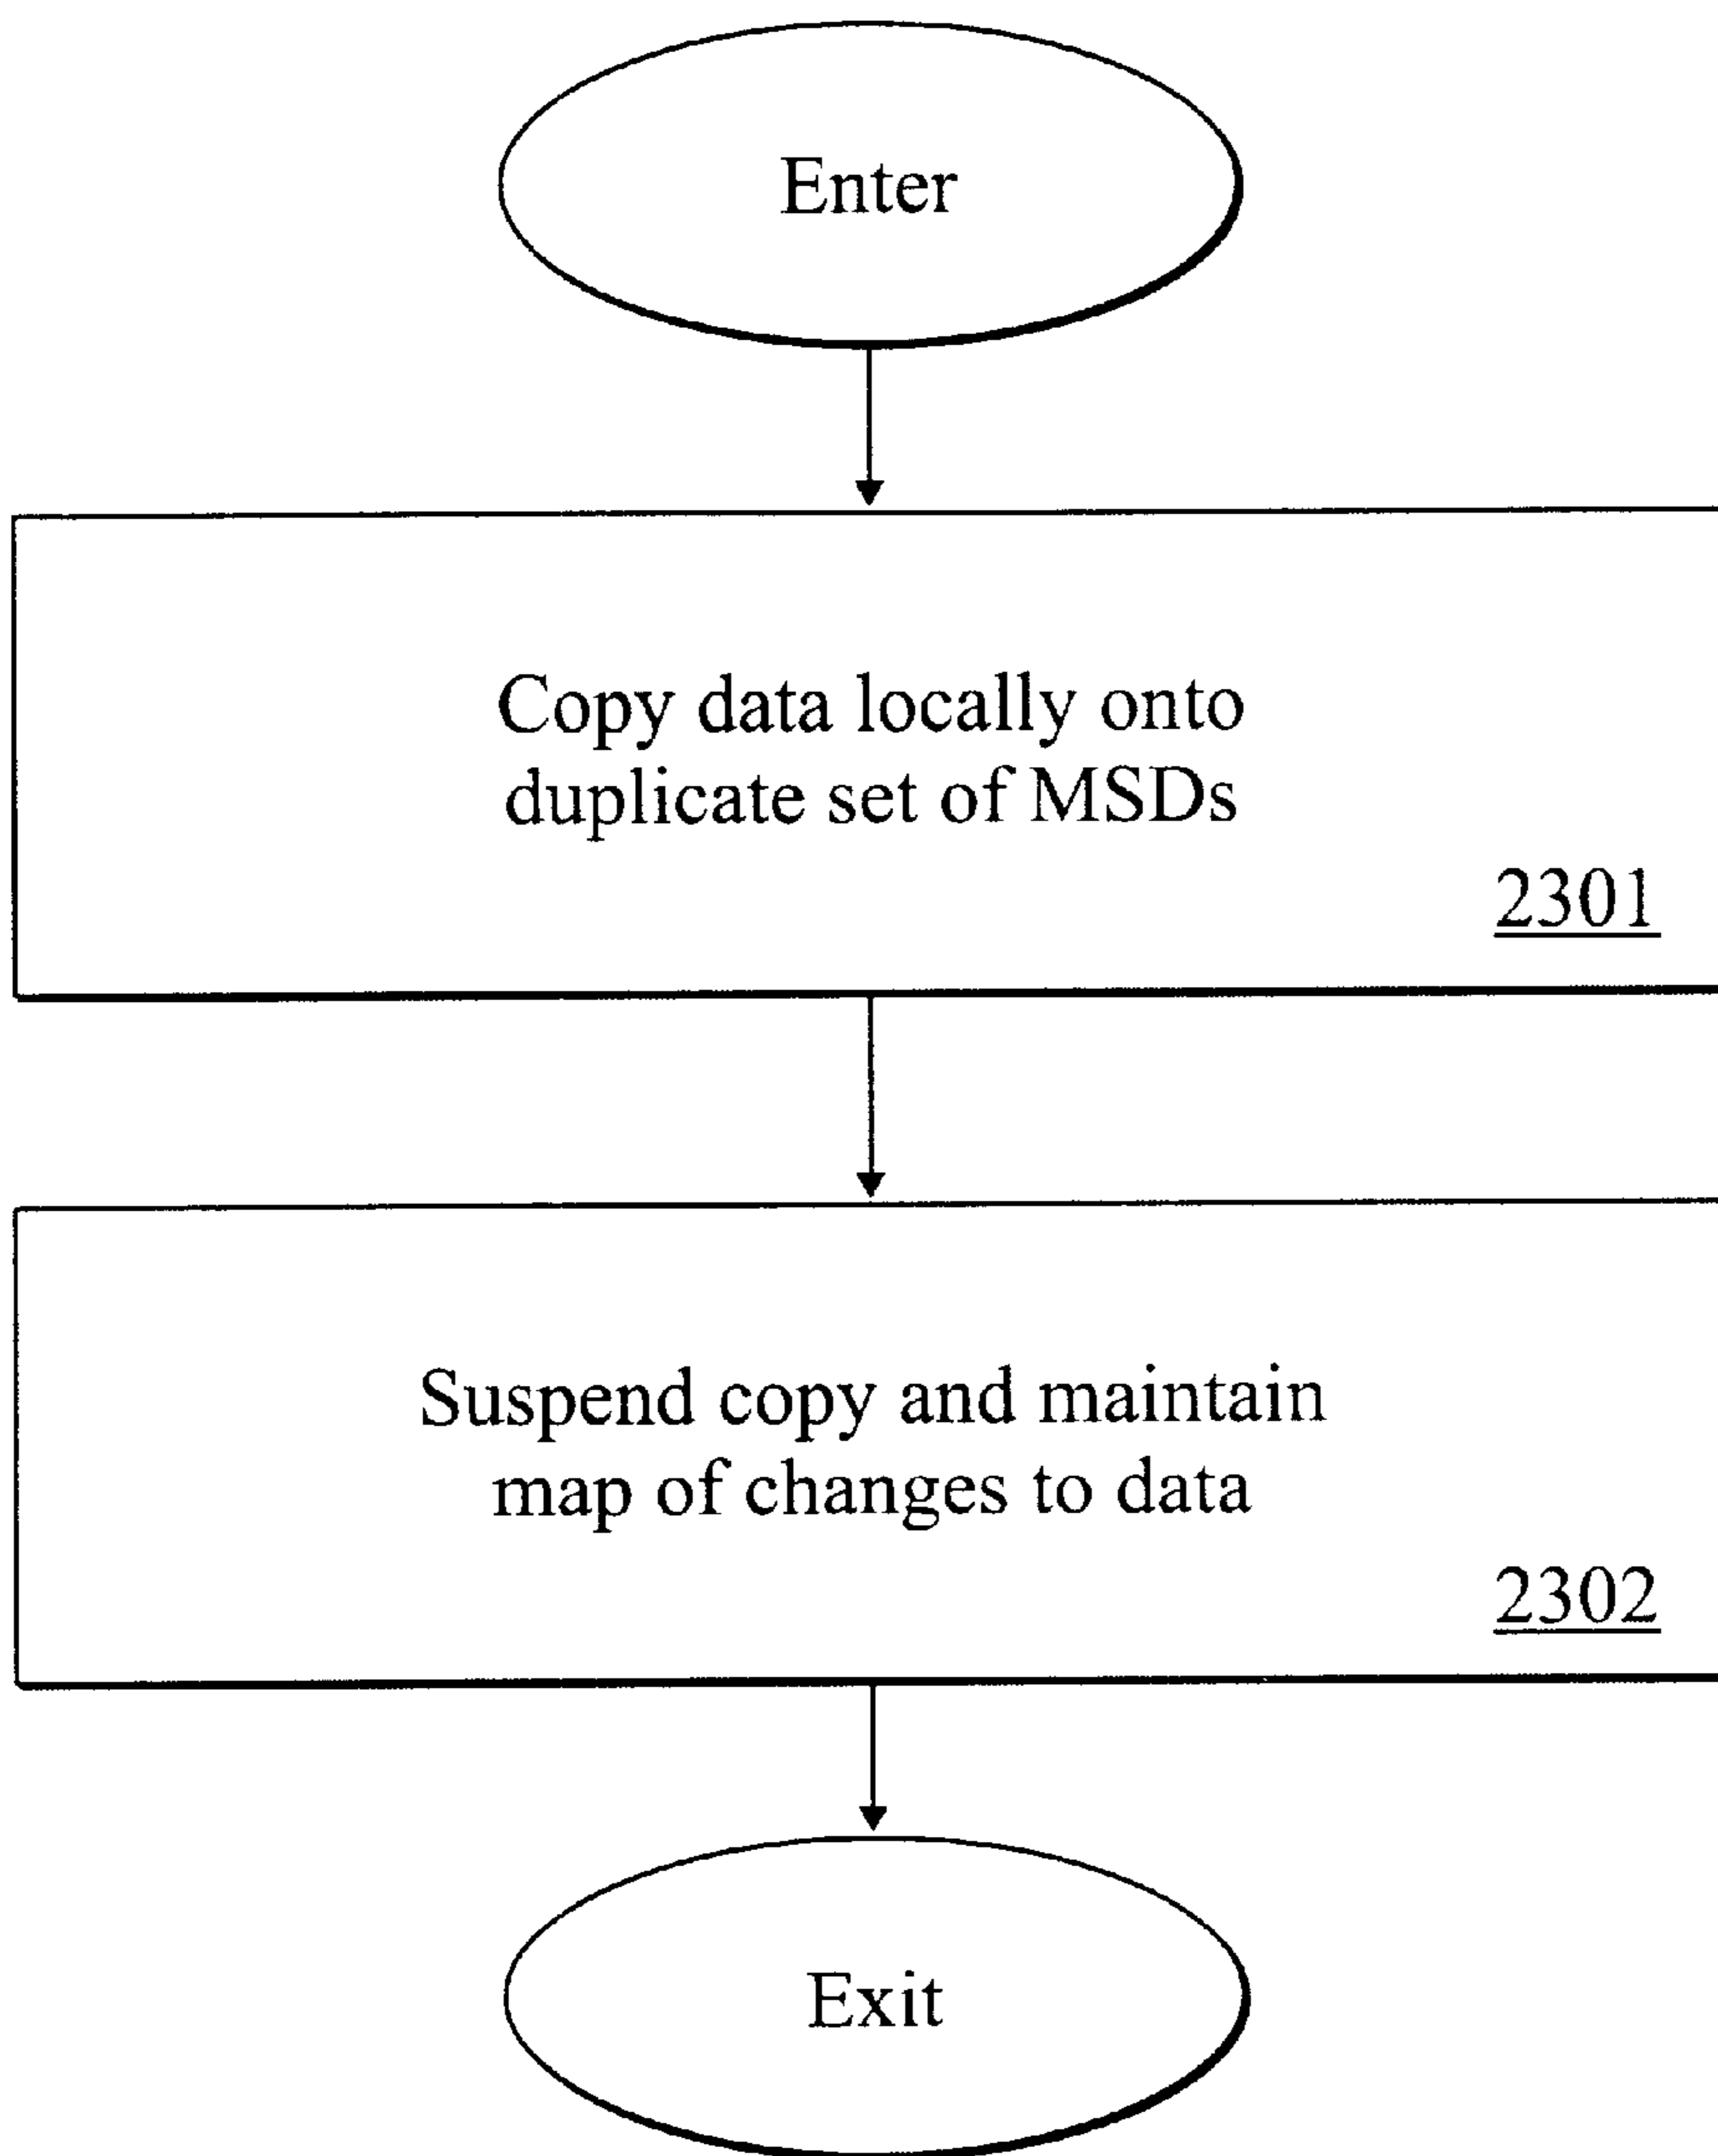 Enter
Copy data locally onto
duplicate set of MSDs
2301
Suspend copy and maintain
map of changes to data
2302
Exit